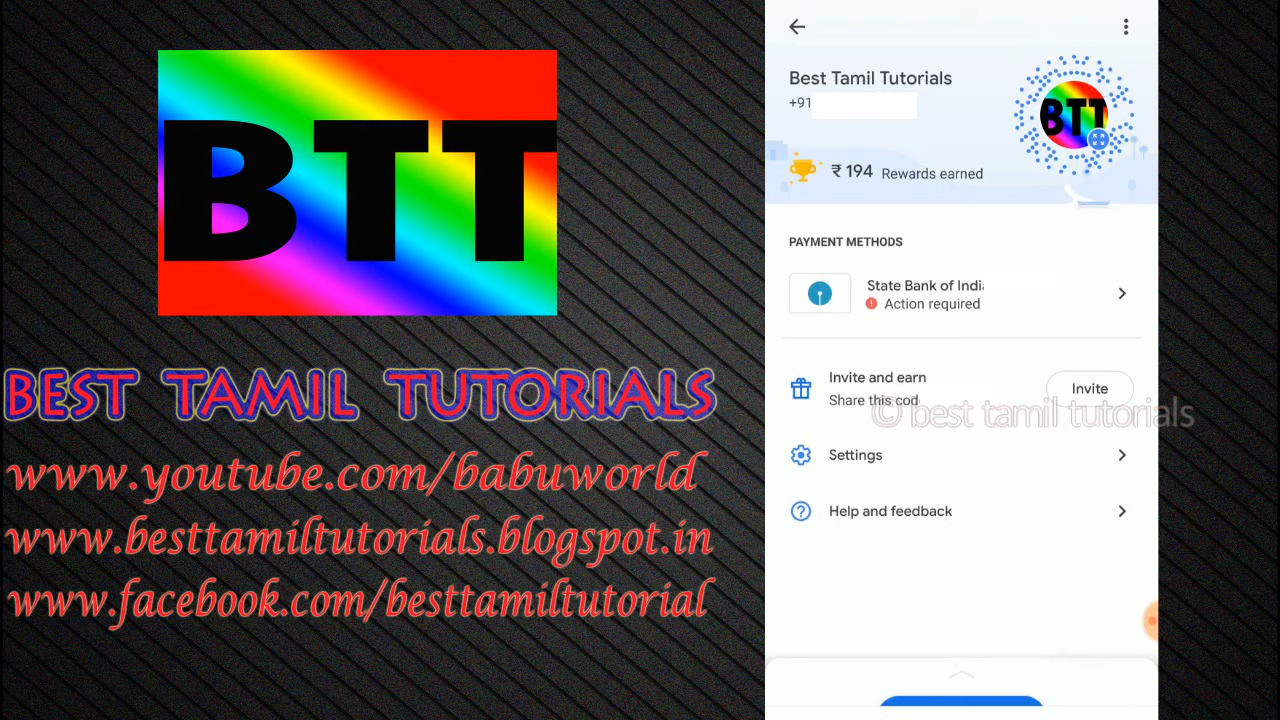 BTT
BEST TAMIL TUTORIALS
www.youtube.com/babuworld
www.besttamiltutorials.blogspot.in
www.facebook.com/besttamiltutorial
Best Tamil Tutorials
+91
BTT
₹ 194 Rewards earned
PAYMENT METHODS
State Bank of Indi
Action required
Invite and earn
Share this cod
Invite
© best tamil tutorials
Settings
Help and feedback